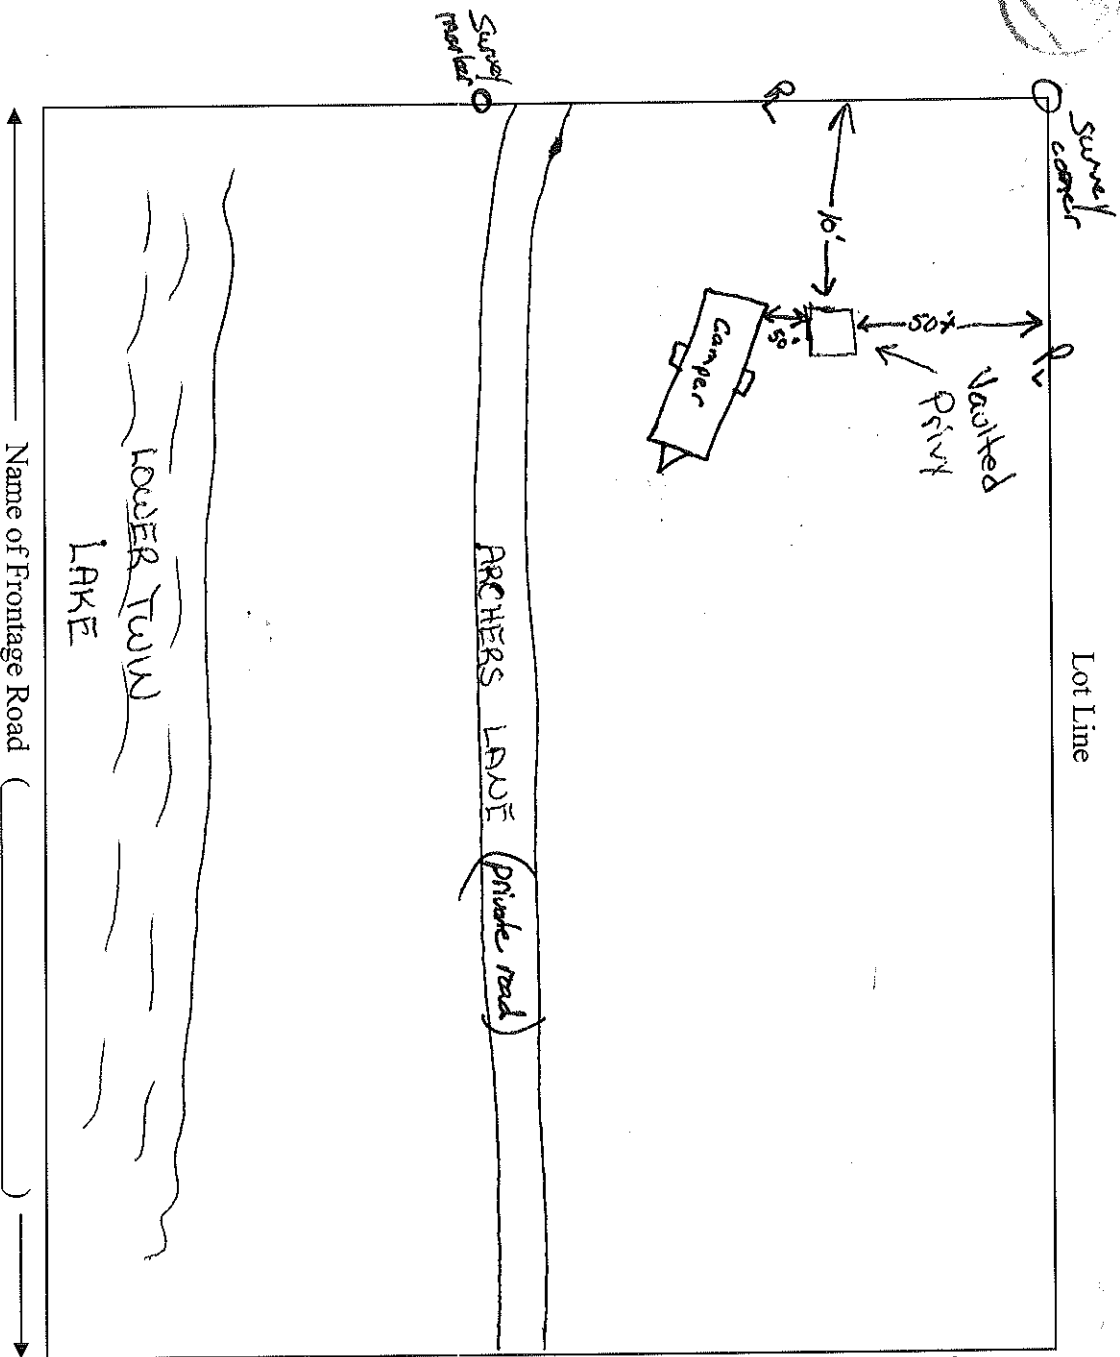 Survey
corner
Lot Line
PL
50'±
Vaulted
Privy
PL
10'
50'
Camper
Survey
marker
ARCHERS LANE (private road)
LOWER TWIN
LAKE
Name of Frontage Road (                    )